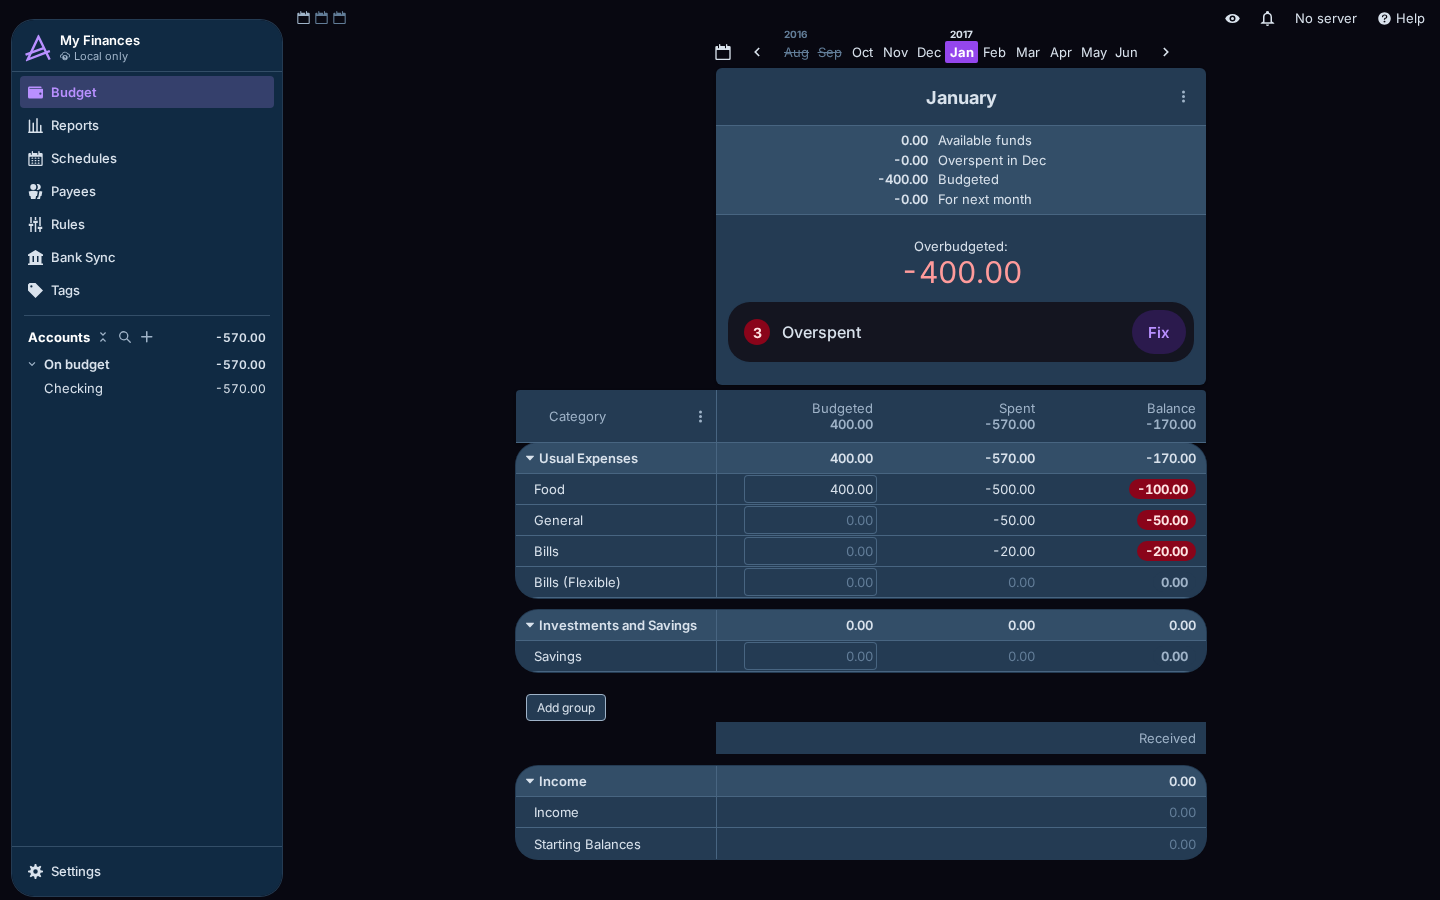 My Finances
Local only
Budget
Reports
Schedules
Payees
Rules
Bank Sync
Tags
Accounts -570.00
On budget -570.00
Checking -570.00
Settings
No server
Help
2016 2017
Aug Sep Oct Nov Dec Jan Feb Mar Apr May Jun
January
0.00 Available funds
-0.00 Overspent in Dec
-400.00 Budgeted
-0.00 For next month
Overbudgeted:
-400.00
3 Overspent Fix
Category Budgeted Spent Balance
400.00 -570.00 -170.00
Usual Expenses 400.00 -570.00 -170.00
Food 400.00 -500.00 -100.00
General 0.00 -50.00 -50.00
Bills 0.00 -20.00 -20.00
Bills (Flexible) 0.00 0.00 0.00
Investments and Savings 0.00 0.00 0.00
Savings 0.00 0.00 0.00
Add group
Received
Income 0.00
Income 0.00
Starting Balances 0.00